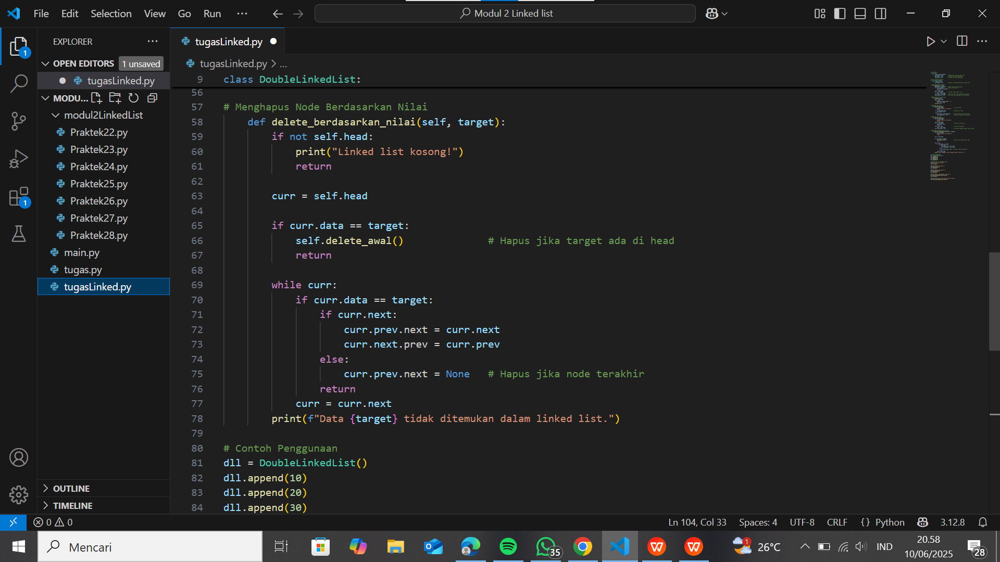 File Edit Selection View Go Run ...
Modul 2 Linked list
EXPLORER
OPEN EDITORS 1 unsaved
tugasLinked.py
MODU...
modul2LinkedList
Praktek22.py
Praktek23.py
Praktek24.py
Praktek25.py
Praktek26.py
Praktek27.py
Praktek28.py
main.py
tugas.py
tugasLinked.py
OUTLINE
TIMELINE
1
1
tugasLinked.py
tugasLinked.py > ...
9 class DoubleLinkedList:
56
57 # Menghapus Node Berdasarkan Nilai
58     def delete_berdasarkan_nilai(self, target):
59         if not self.head:
60             print("Linked list kosong!")
61             return
62
63         curr = self.head
64
65         if curr.data == target:
66             self.delete_awal()              # Hapus jika target ada di head
67             return
68
69         while curr:
70             if curr.data == target:
71                 if curr.next:
72                     curr.prev.next = curr.next
73                     curr.next.prev = curr.prev
74                 else:
75                     curr.prev.next = None   # Hapus jika node terakhir
76                 return
77             curr = curr.next
78         print(f"Data {target} tidak ditemukan dalam linked list.")
79
80 # Contoh Penggunaan
81 dll = DoubleLinkedList()
82 dll.append(10)
83 dll.append(20)
84 dll.append(30)
0 0 Ln 104, Col 33 Spaces: 4 UTF-8 CRLF {} Python 3.12.8
Mencari 35 1 26°C IND 20.58
10/06/2025 28